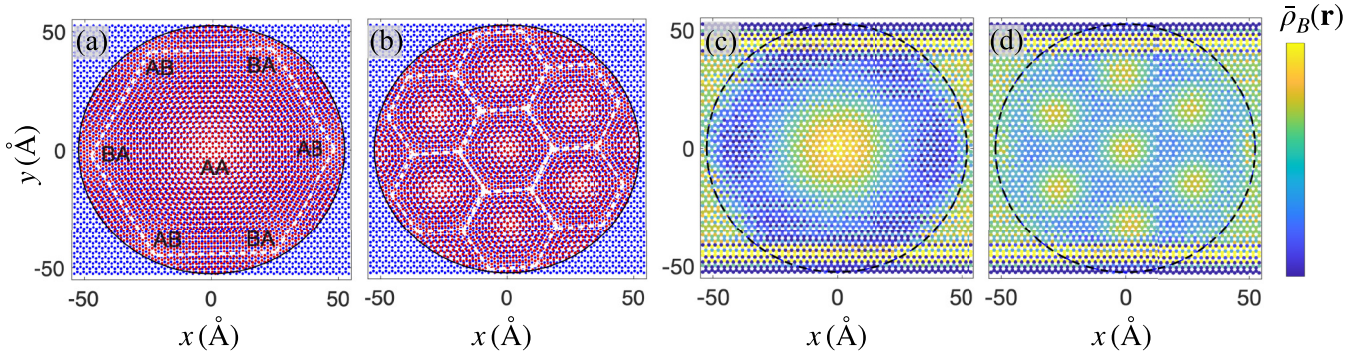 (a) (b) (c) (d) ρ̄_B(r)
50 50
AB BA
y (Å) 0 BA AA AB 0
AB BA
-50 -50
-50 0 50 -50 0 50 -50 0 50 -50 0 50
x (Å) x (Å) x (Å) x (Å)